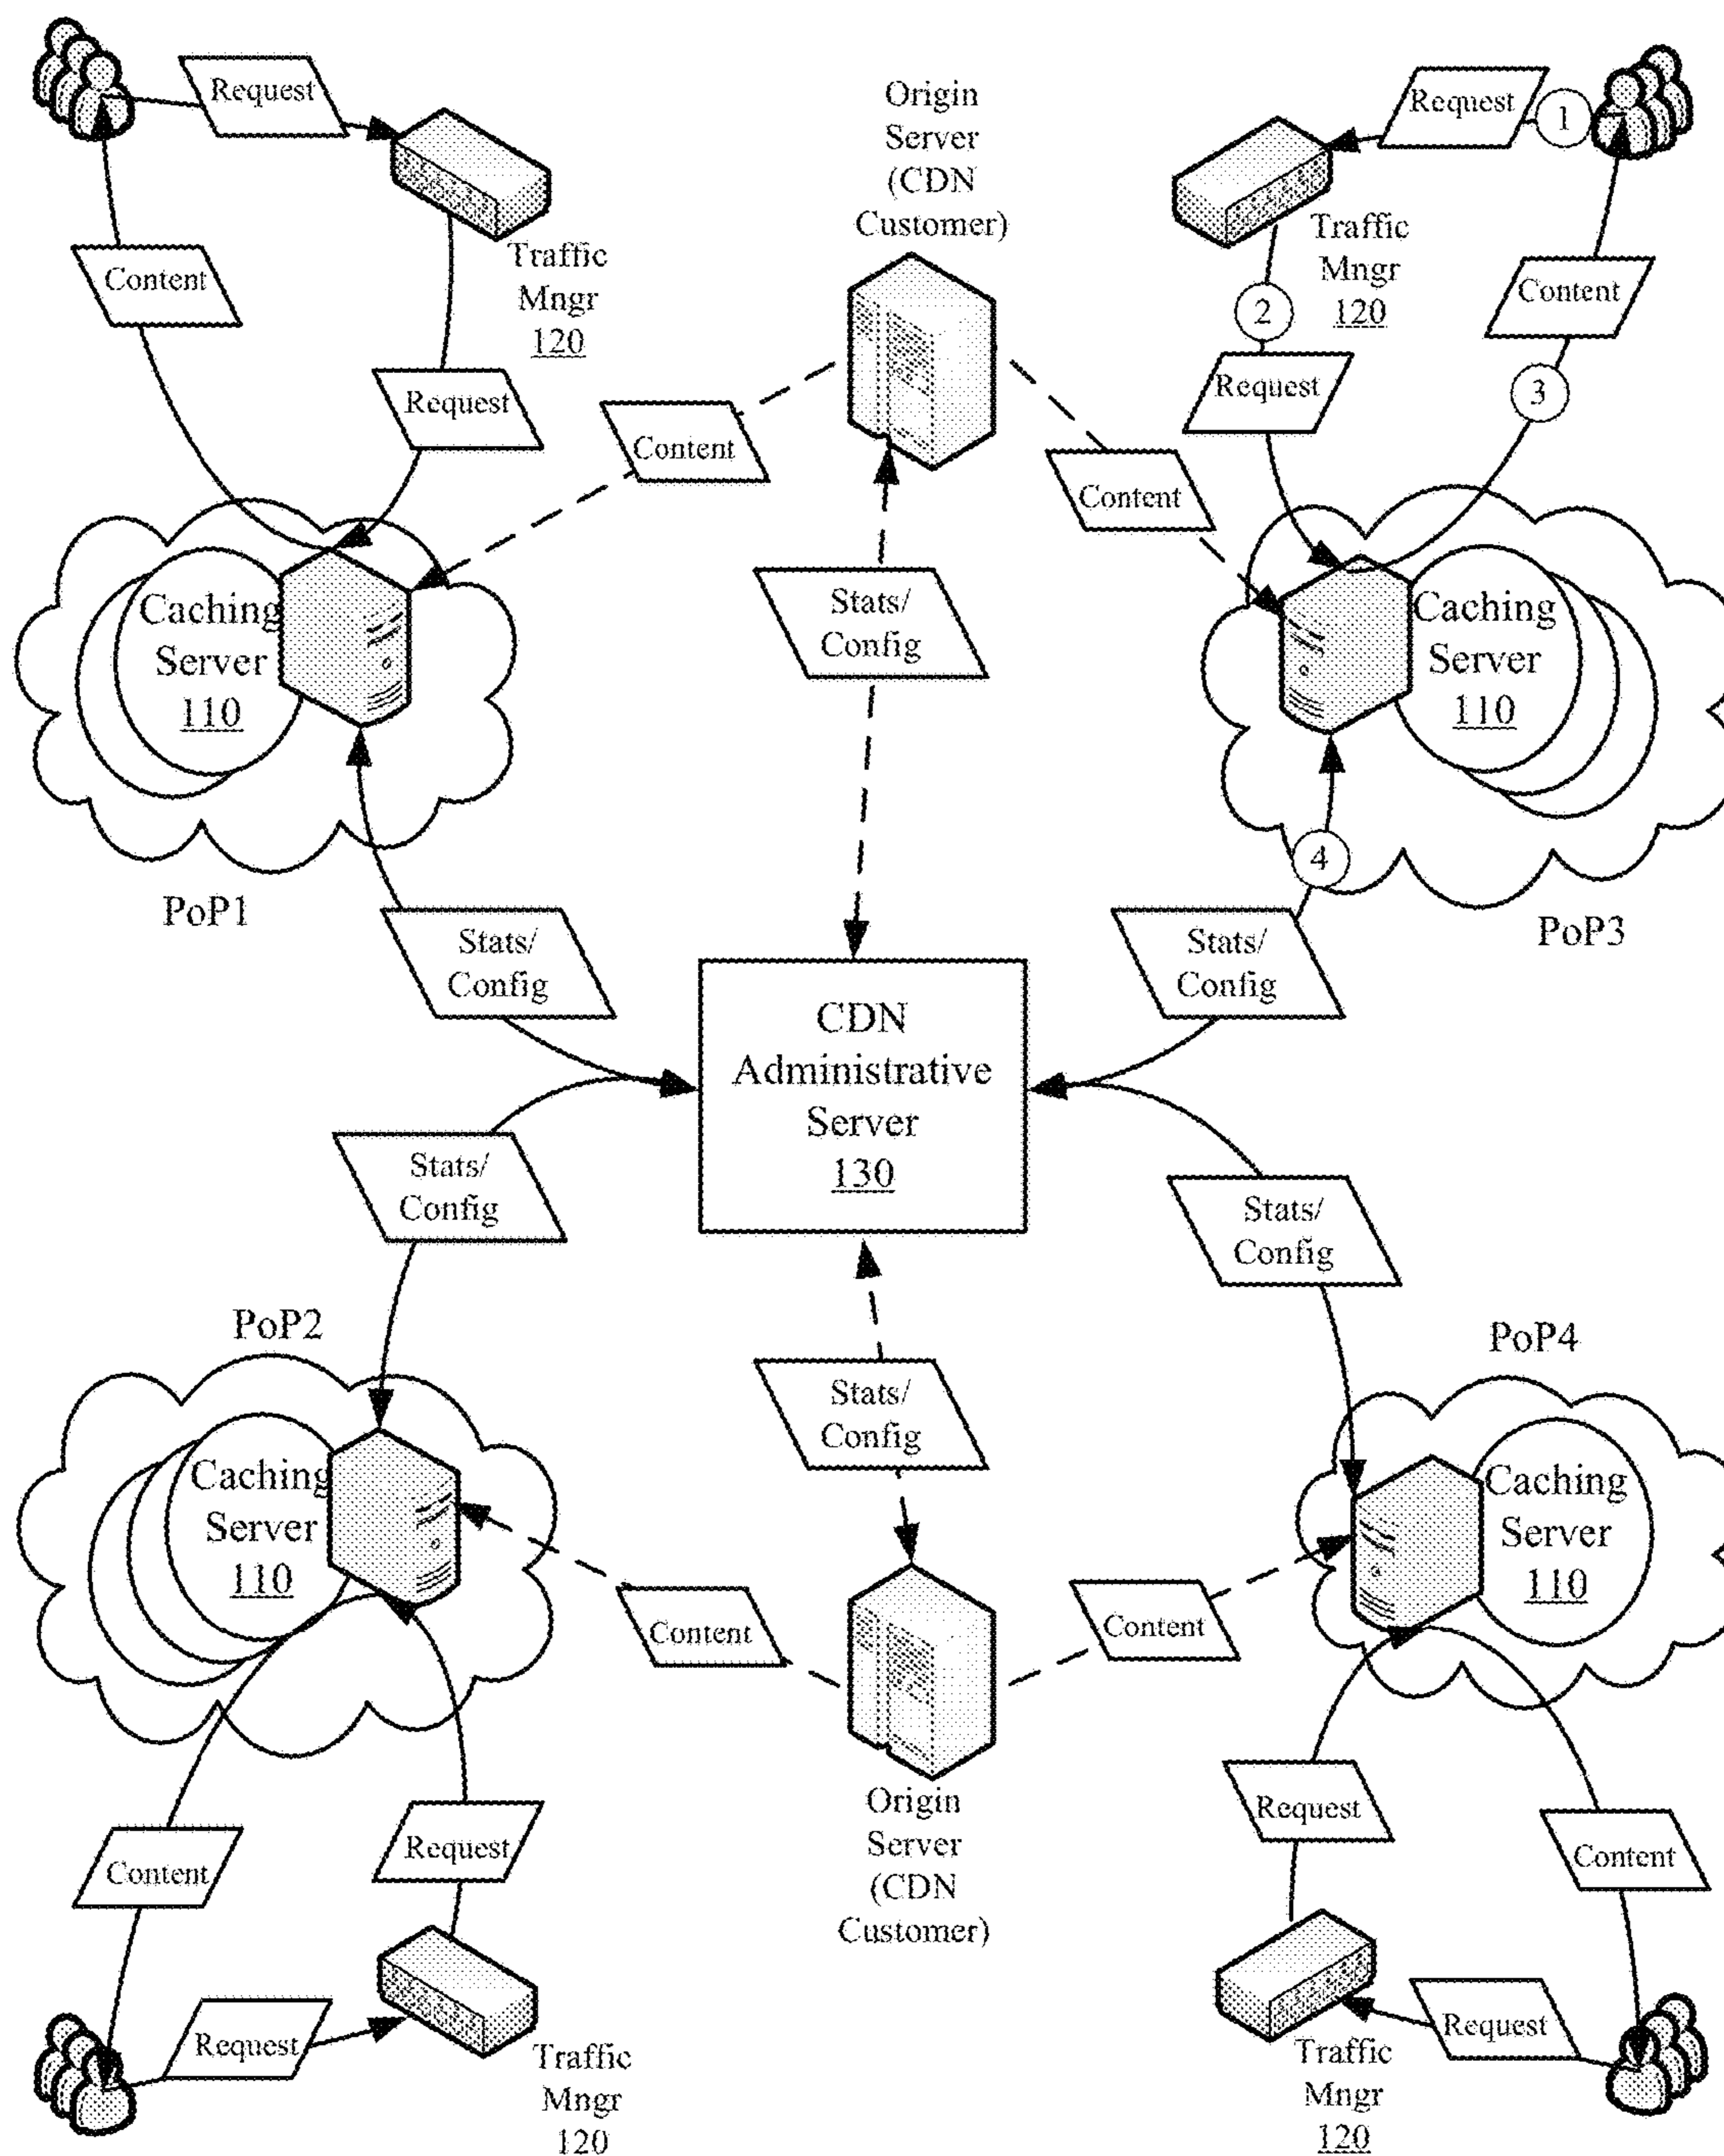 Request
Origin
Server
(CDN
Customer)
Request
1
Traffic
Mngr
120
Traffic
Mngr
120
Content
Content
2
Request
Request
3
Content
Content
Stats/
Config
Caching
Server
110
Caching
Server
110
4
PoP1
PoP3
Stats/
Config
Stats/
Config
CDN
Administrative
Server
130
Stats/
Config
Stats/
Config
PoP2
PoP4
Stats/
Config
Caching
Server
110
Caching
Server
110
Content
Content
Request
Request
Content
Content
Origin
Server
(CDN
Customer)
Request
Request
Traffic
Mngr
120
Traffic
Mngr
120